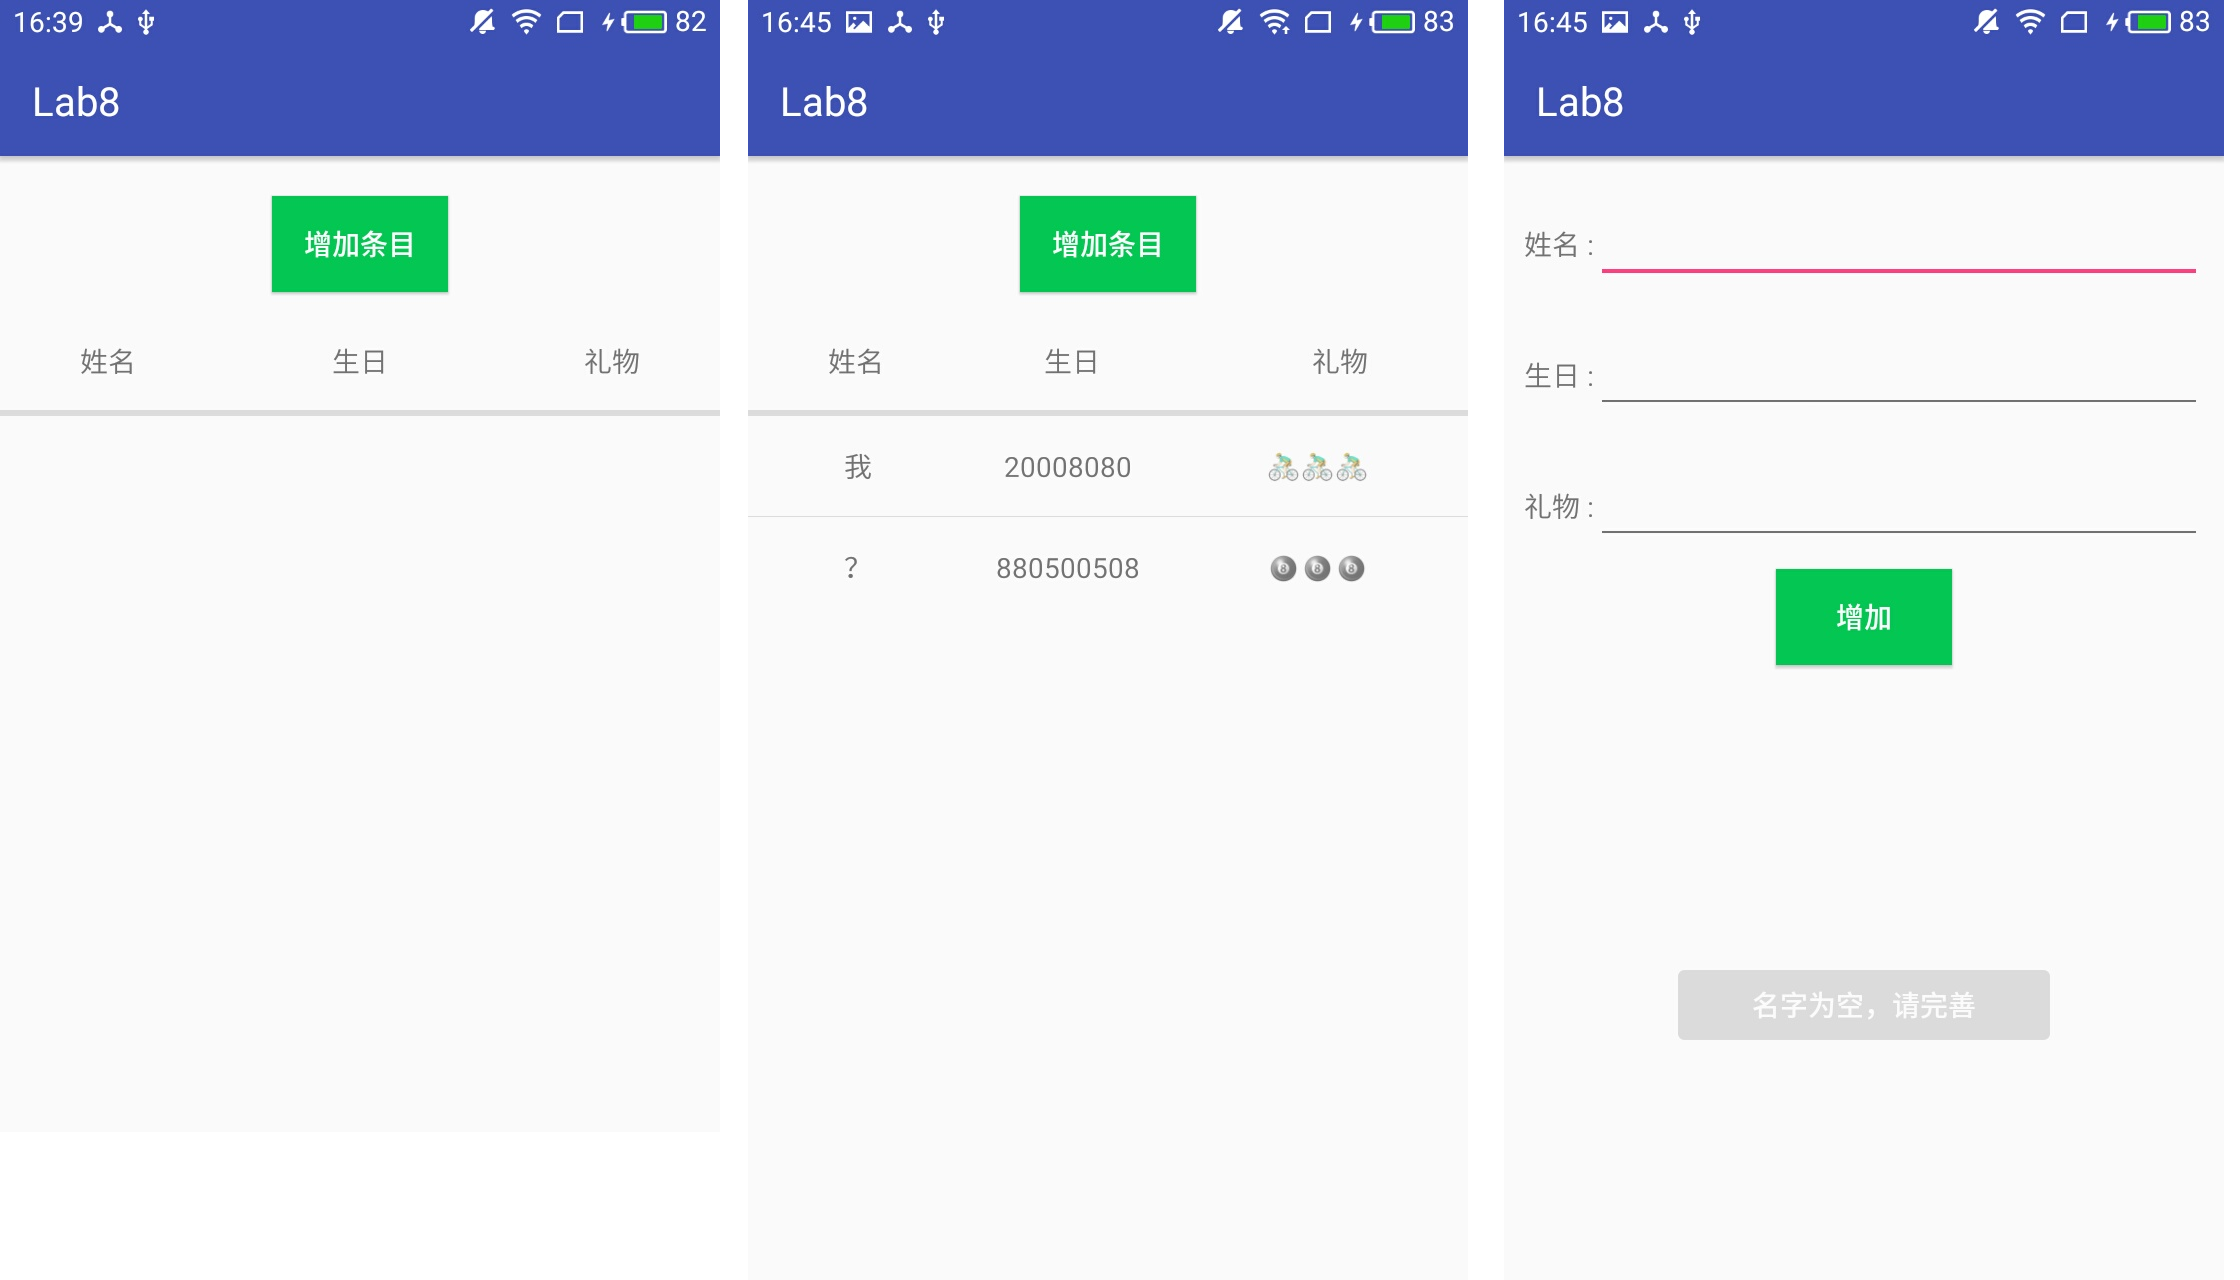 16:39 82
Lab8
增加条目
姓名 生日 礼物
16:45 83
Lab8
增加条目
姓名 生日 礼物
我 20008080 🚴🚴🚴
? 880500508 🎱🎱🎱
16:45 83
Lab8
姓名 :
生日 :
礼物 :
增加
名字为空，请完善